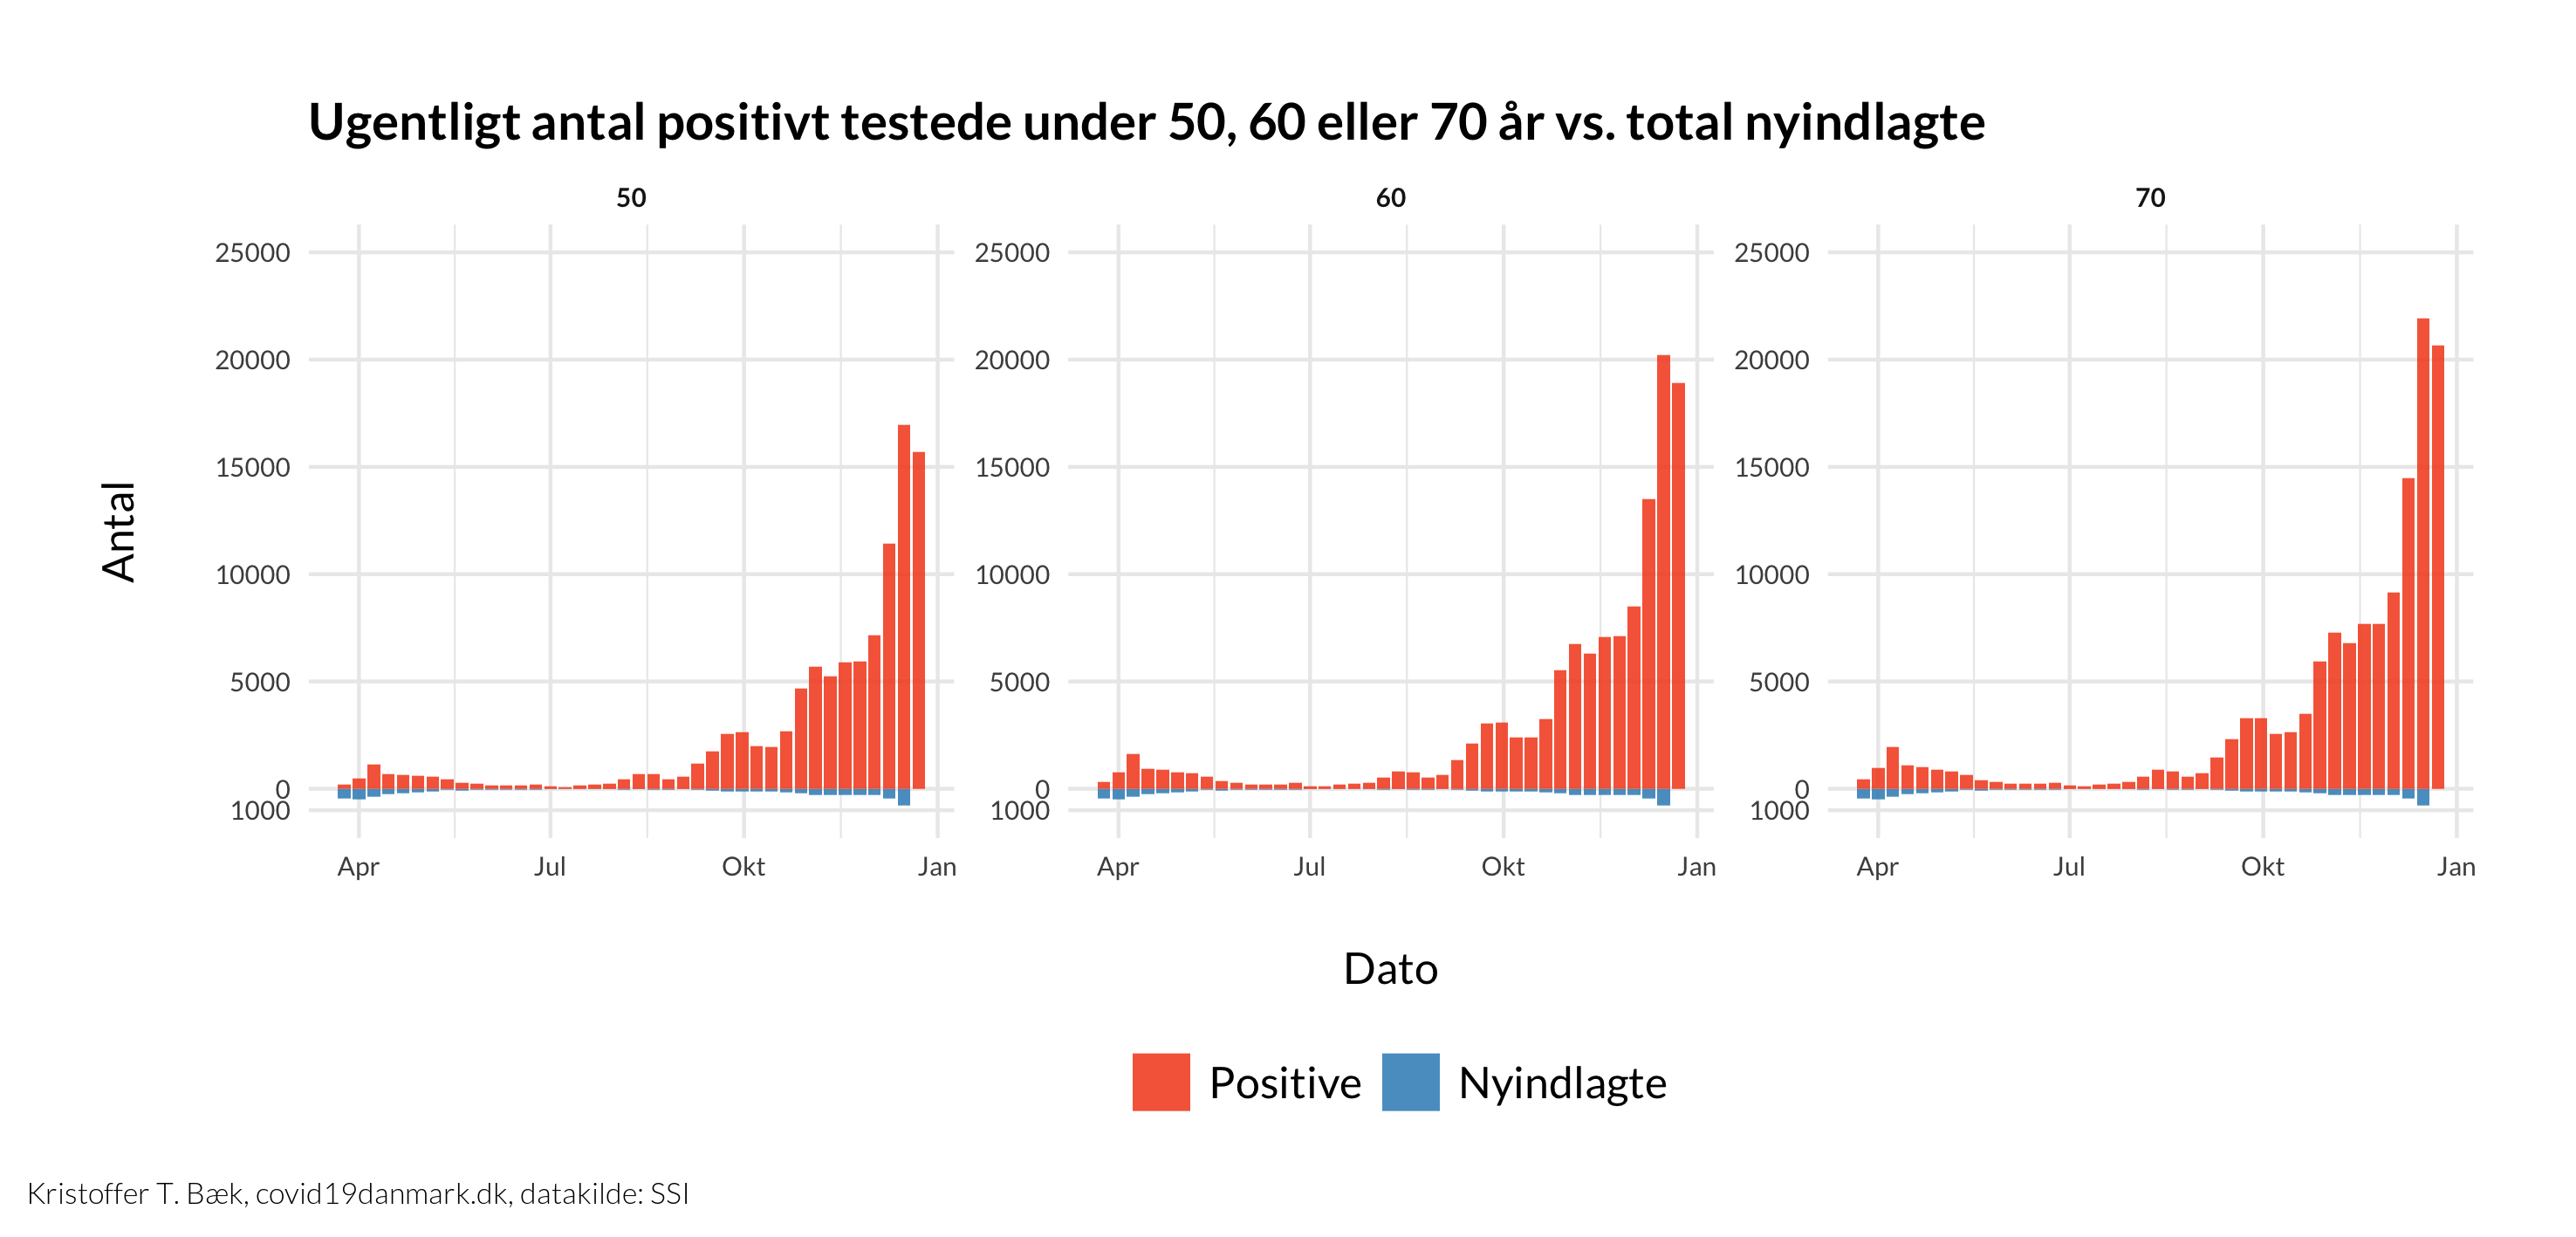 Ugentligt antal positivt testede under 50, 60 eller 70 år vs. total nyindlagte
50 60 70
25000 25000 25000
20000 20000 20000
15000 15000 15000
10000 10000 10000
5000 5000 5000
0 0 0
1000 1000 1000
Antal
Apr Jul Okt Jan Apr Jul Okt Jan Apr Jul Okt Jan
Dato
Positive Nyindlagte
Kristoffer T. Bæk, covid19danmark.dk, datakilde: SSI